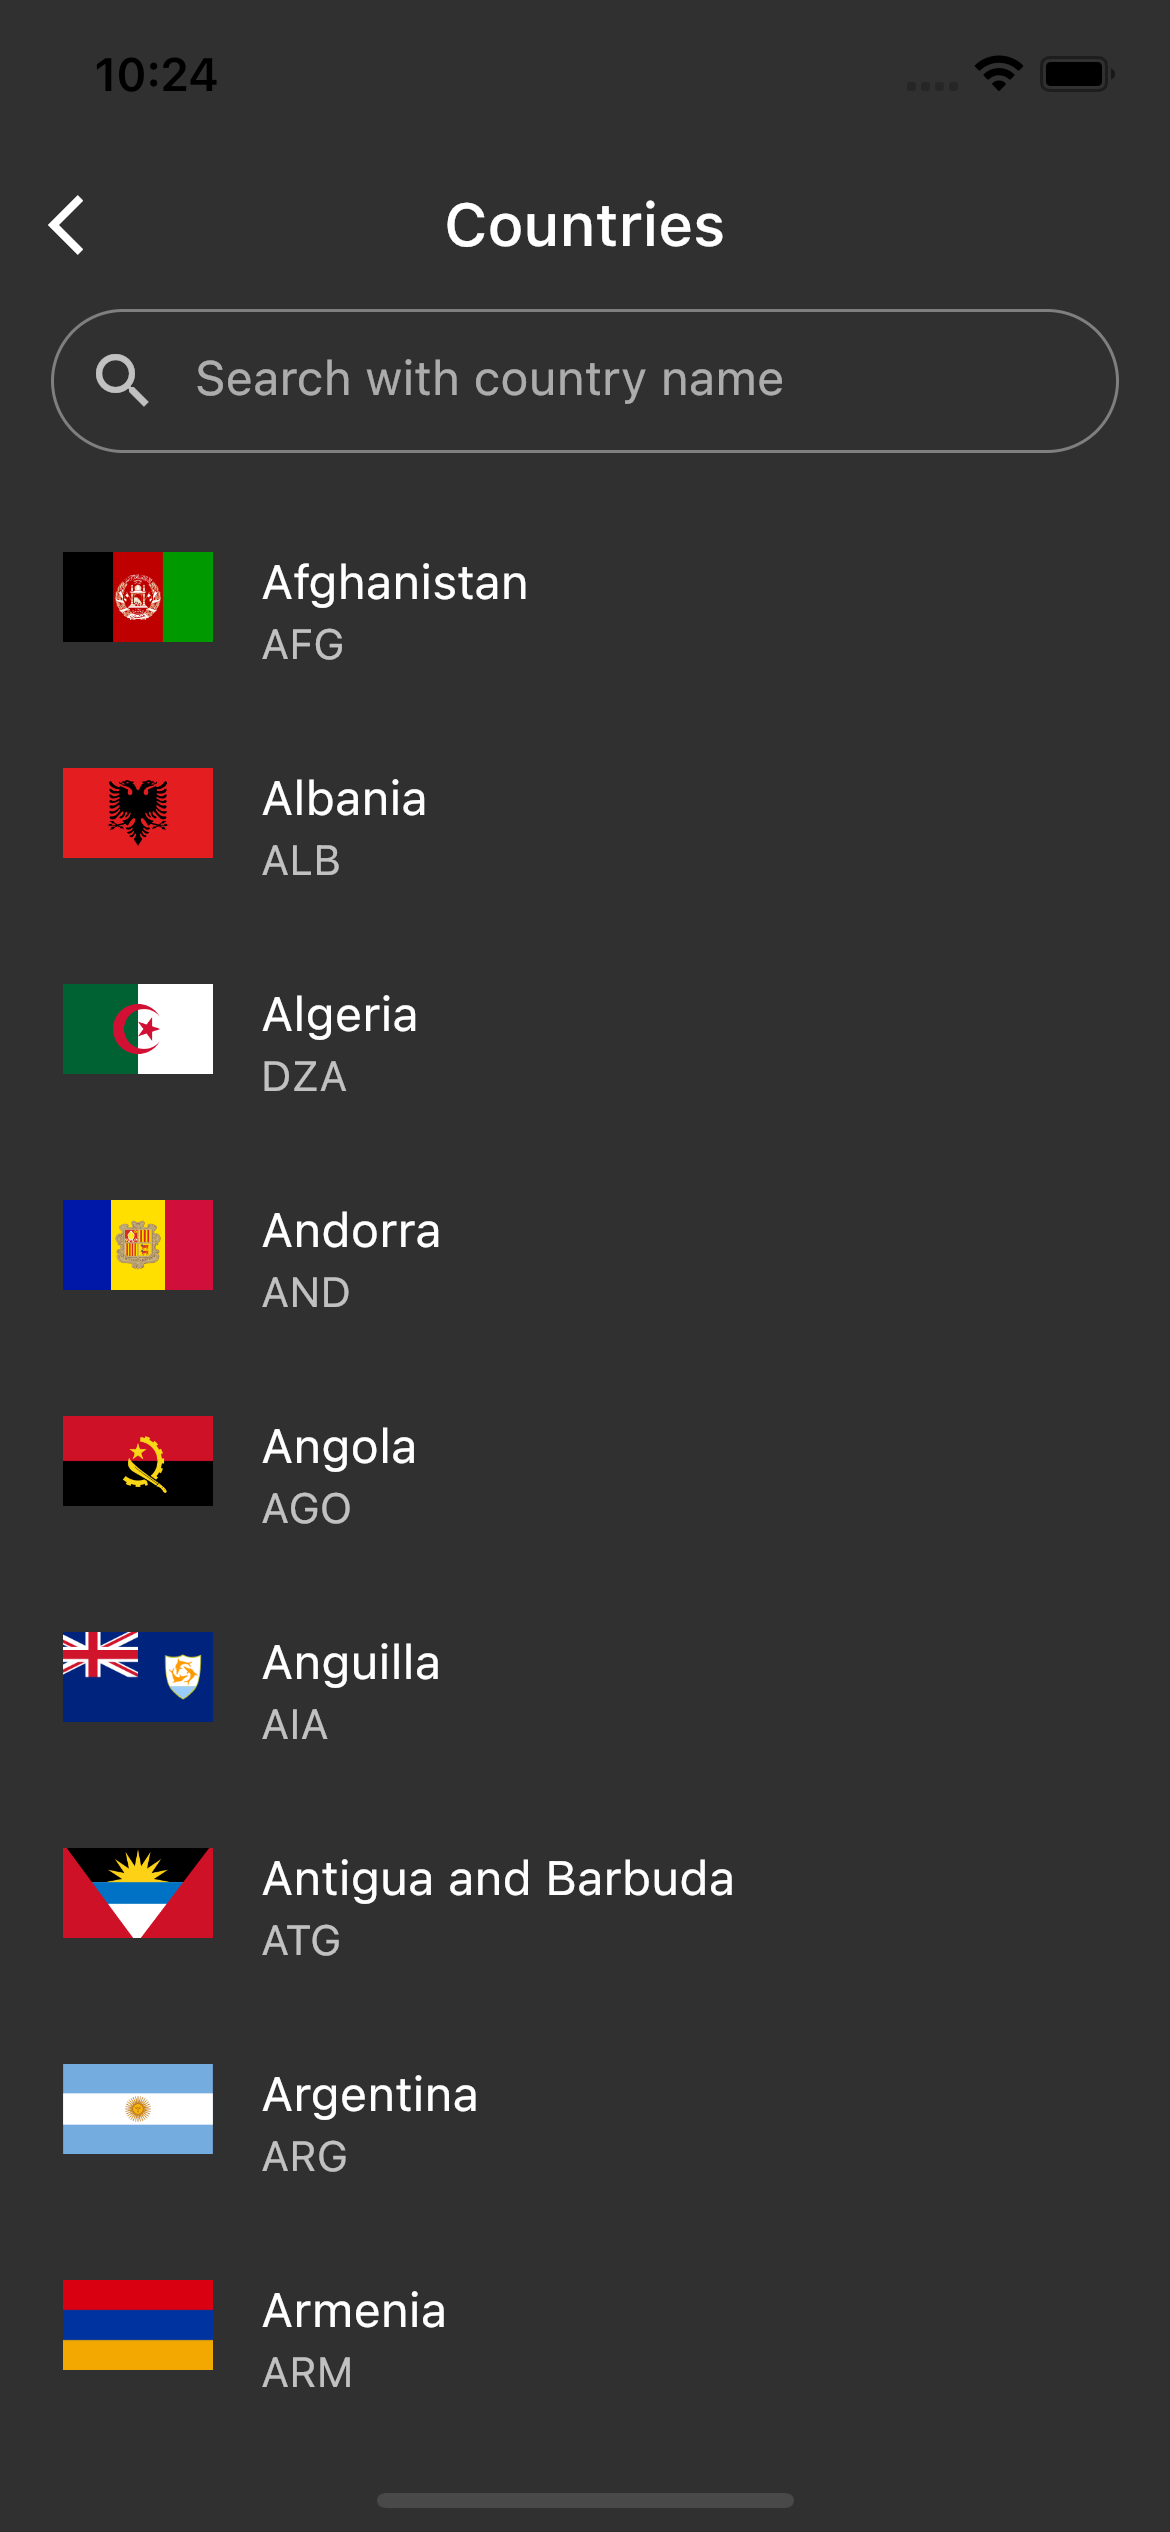 10:24
Countries
Search with country name
Afghanistan
AFG
Albania
ALB
Algeria
DZA
Andorra
AND
Angola
AGO
Anguilla
AIA
Antigua and Barbuda
ATG
Argentina
ARG
Armenia
ARM